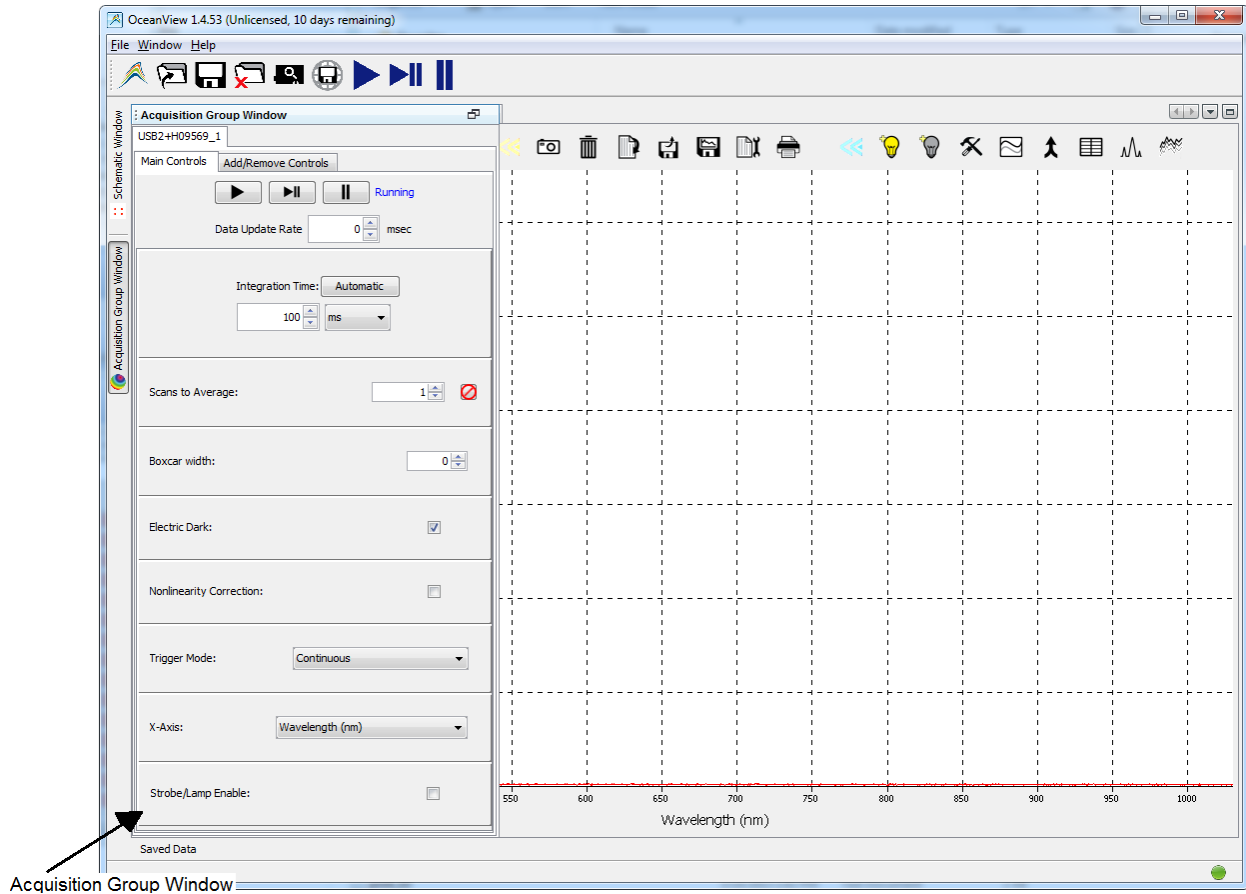 OceanView 1.4.53 (Unlicensed, 10 days remaining)
File Window Help
Schematic Window
Acquisition Group Window
Acquisition Group Window
USB2+H09569_1
Main Controls Add/Remove Controls
Running
Data Update Rate 0 msec
Integration Time: Automatic
100 ms
Scans to Average: 1
Boxcar width: 0
Electric Dark:
Nonlinearity Correction:
Trigger Mode: Continuous
X-Axis: Wavelength (nm)
Strobe/Lamp Enable:
550 600 650 700 750 800 850 900 950 1000
Wavelength (nm)
Saved Data
Acquisition Group Window